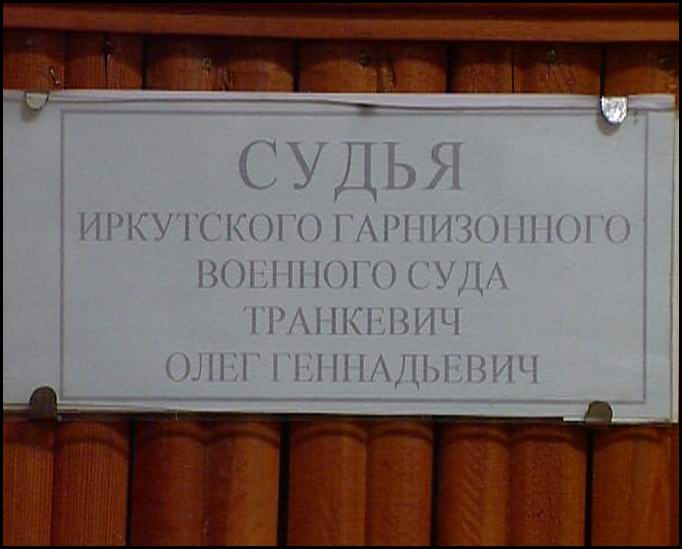 СУДЬЯ
ИРКУТСКОГО ГАРНИЗОННОГО
ВОЕННОГО СУДА
ТРАНКЕВИЧ
ОЛЕГ ГЕННАДЬЕВИЧ